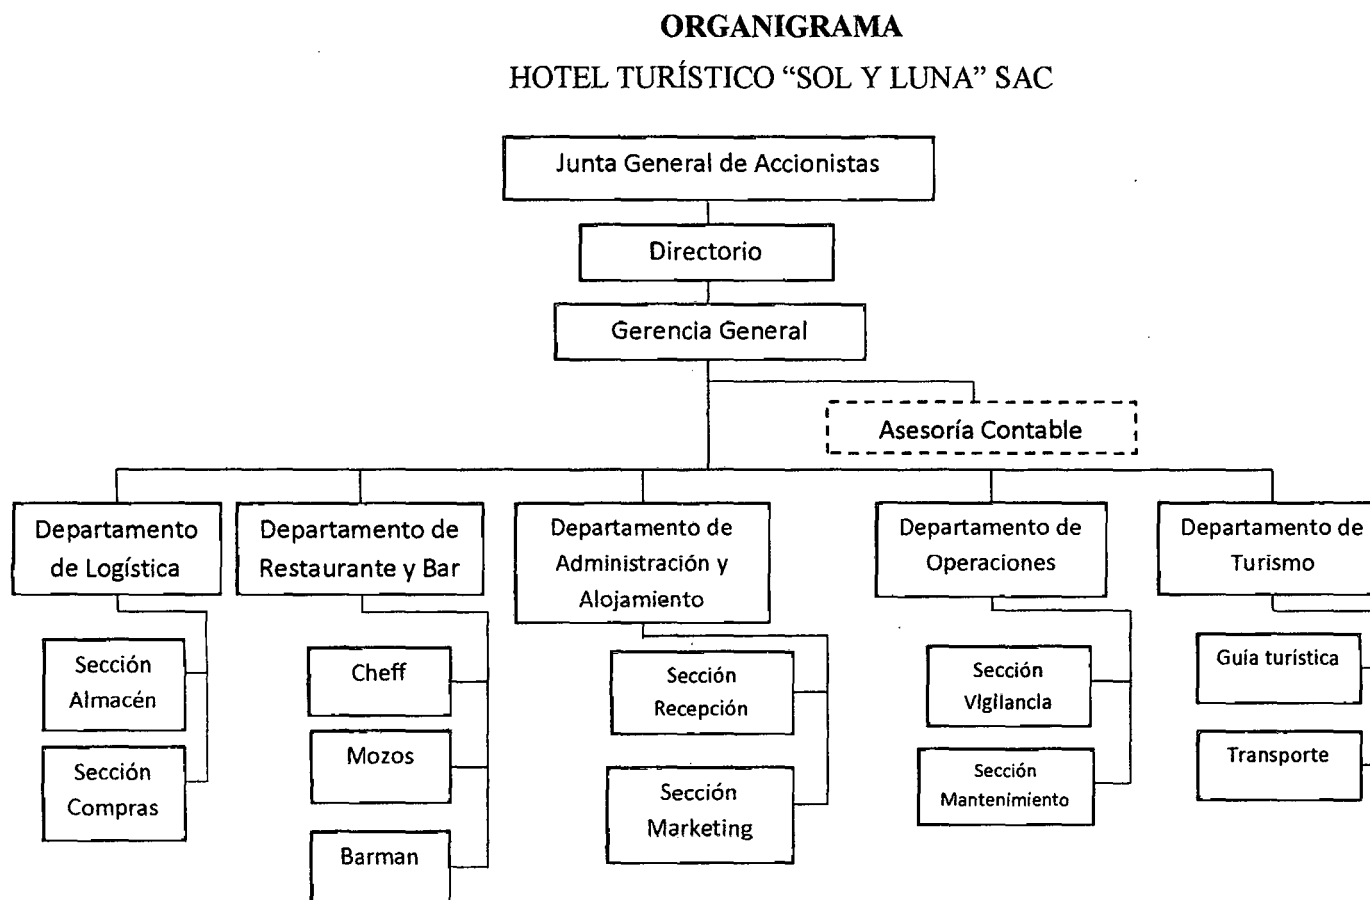 ORGANIGRAMA
HOTEL TURÍSTICO “SOL Y LUNA” SAC
Junta General de Accionistas
Directorio
Gerencia General
Asesoría Contable
Departamento
de Logística
Departamento de
Restaurante y Bar
Departamento de
Administración y
Alojamiento
Departamento de
Operaciones
Departamento de
Turismo
Sección
Almacén
Sección
Compras
Cheff
Mozos
Barman
Sección
Recepción
Sección
Marketing
Sección
Vigilancia
Sección
Mantenimiento
Guía turística
Transporte